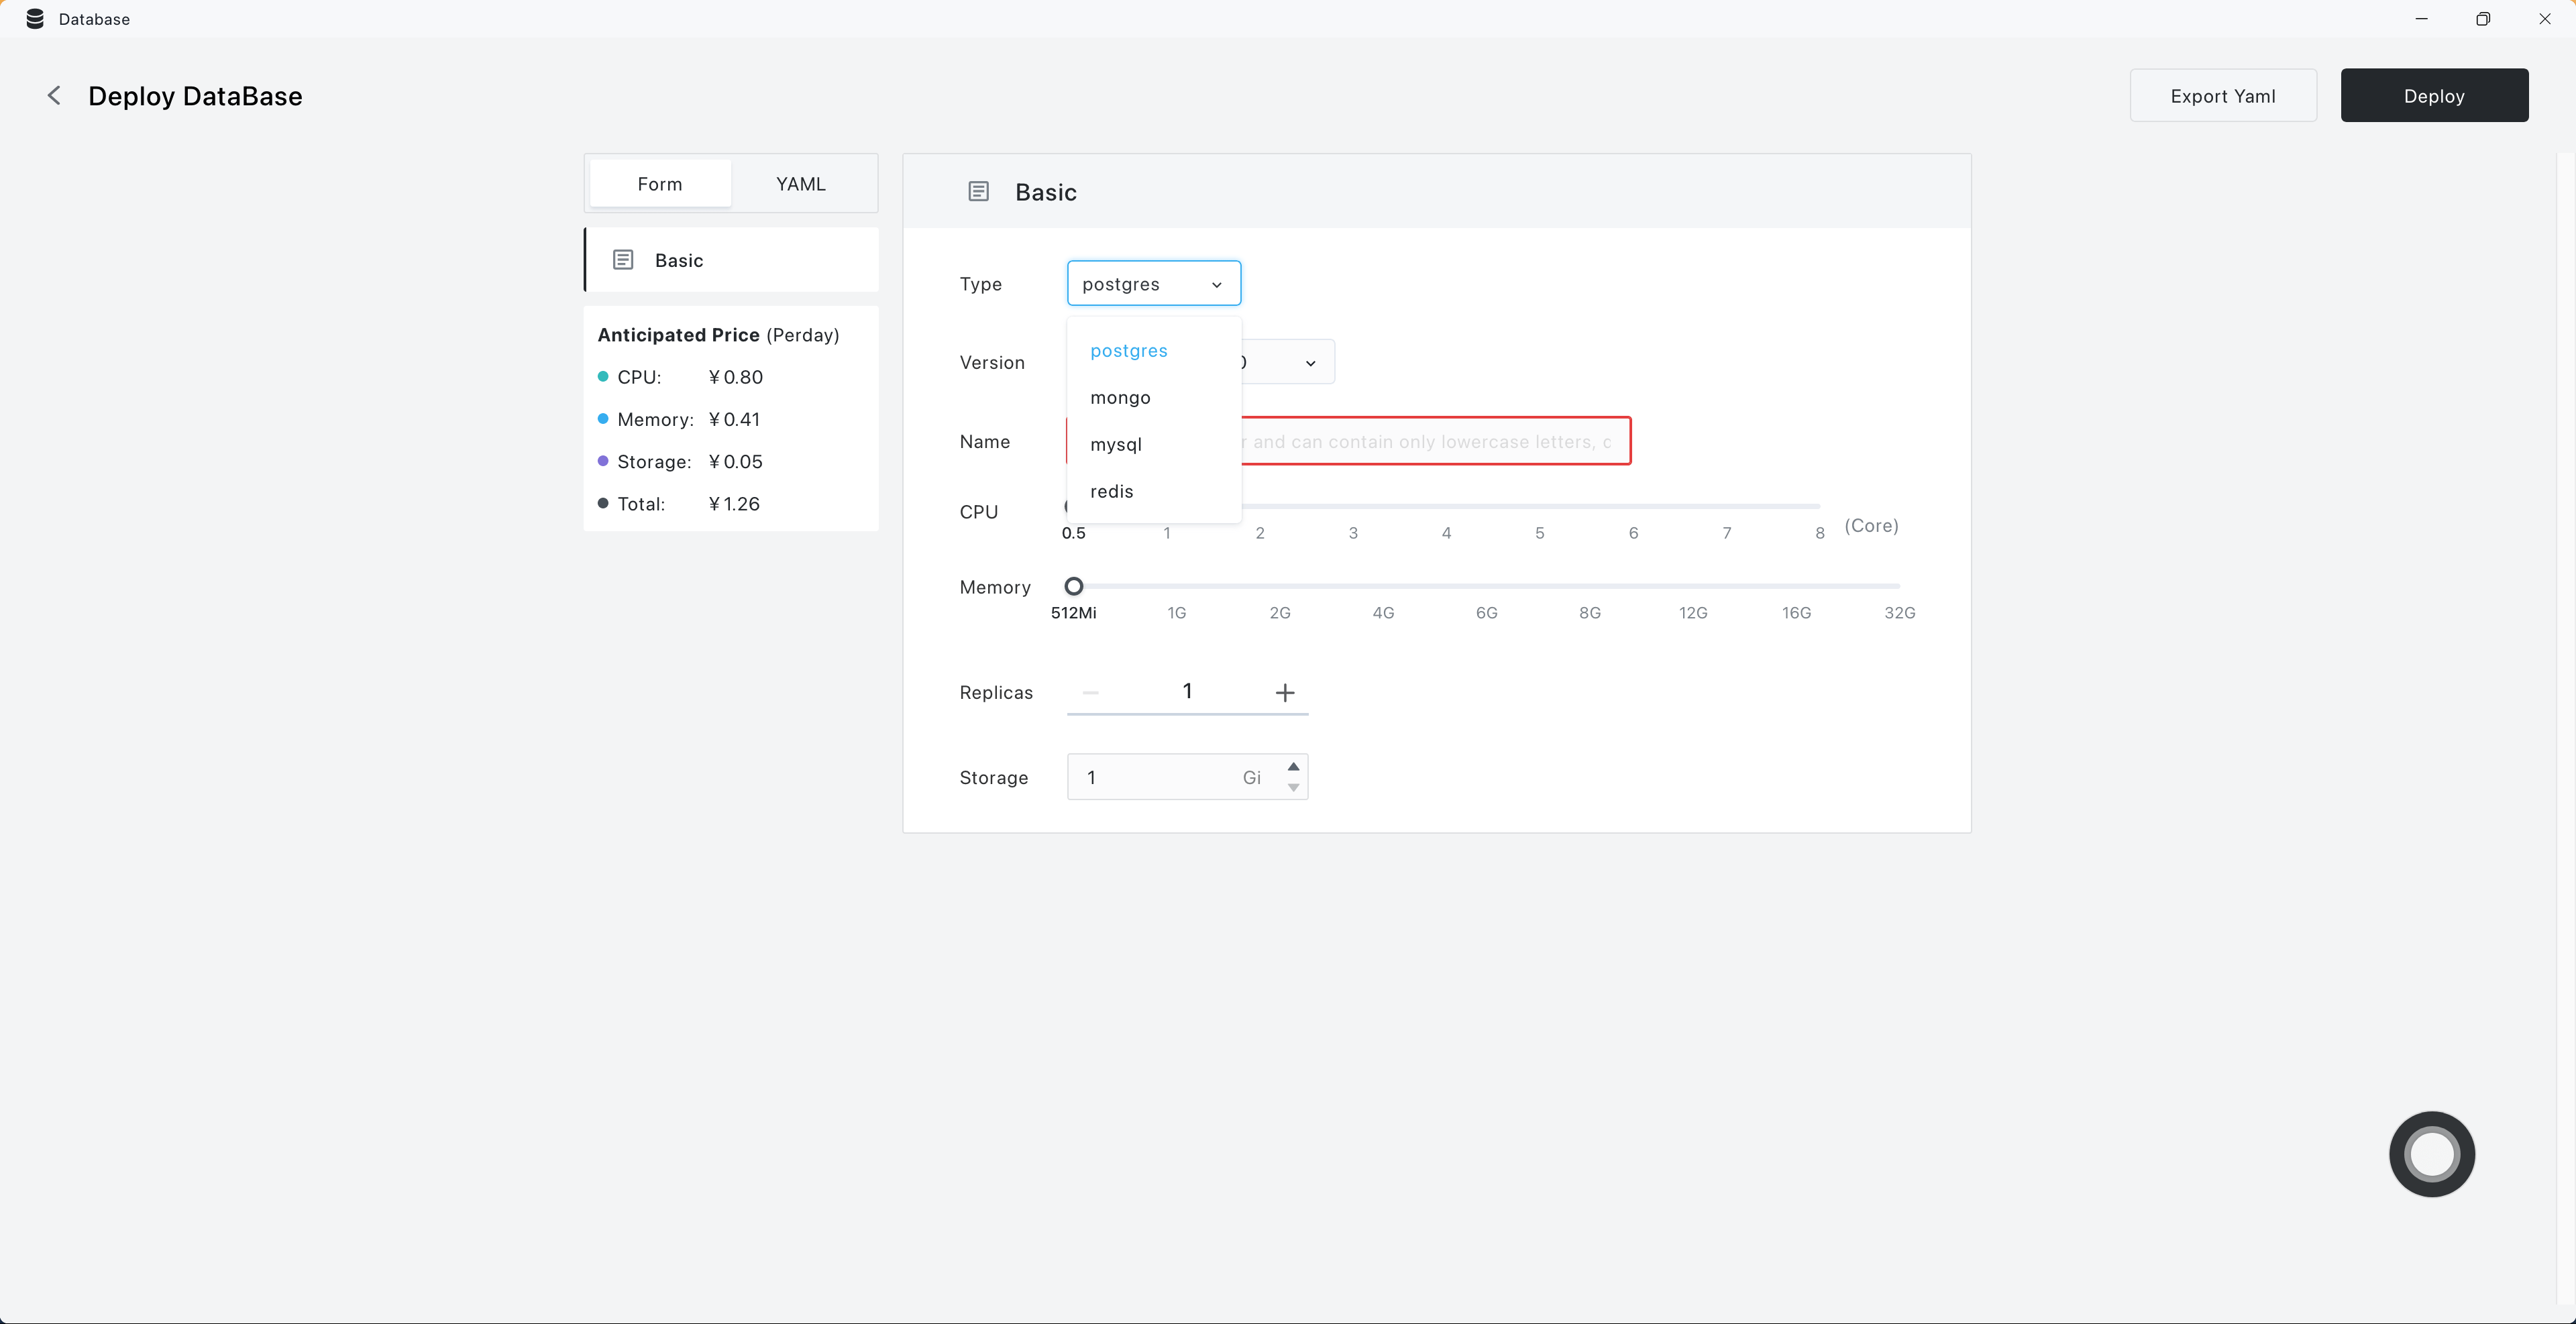 Database
Deploy DataBase
Export Yaml
Deploy
Form
YAML
Basic
Anticipated Price (Perday)
CPU: ¥0.80
Memory: ¥0.41
Storage: ¥0.05
Total: ¥1.26
Basic
Type
postgres
postgres
mongo
mysql
redis
Version
Name
and can contain only lowercase letters,
CPU
0.5 1 2 3 4 5 6 7 8 (Core)
Memory
512Mi 1G 2G 4G 6G 8G 12G 16G 32G
Replicas
1
Storage
1 Gi